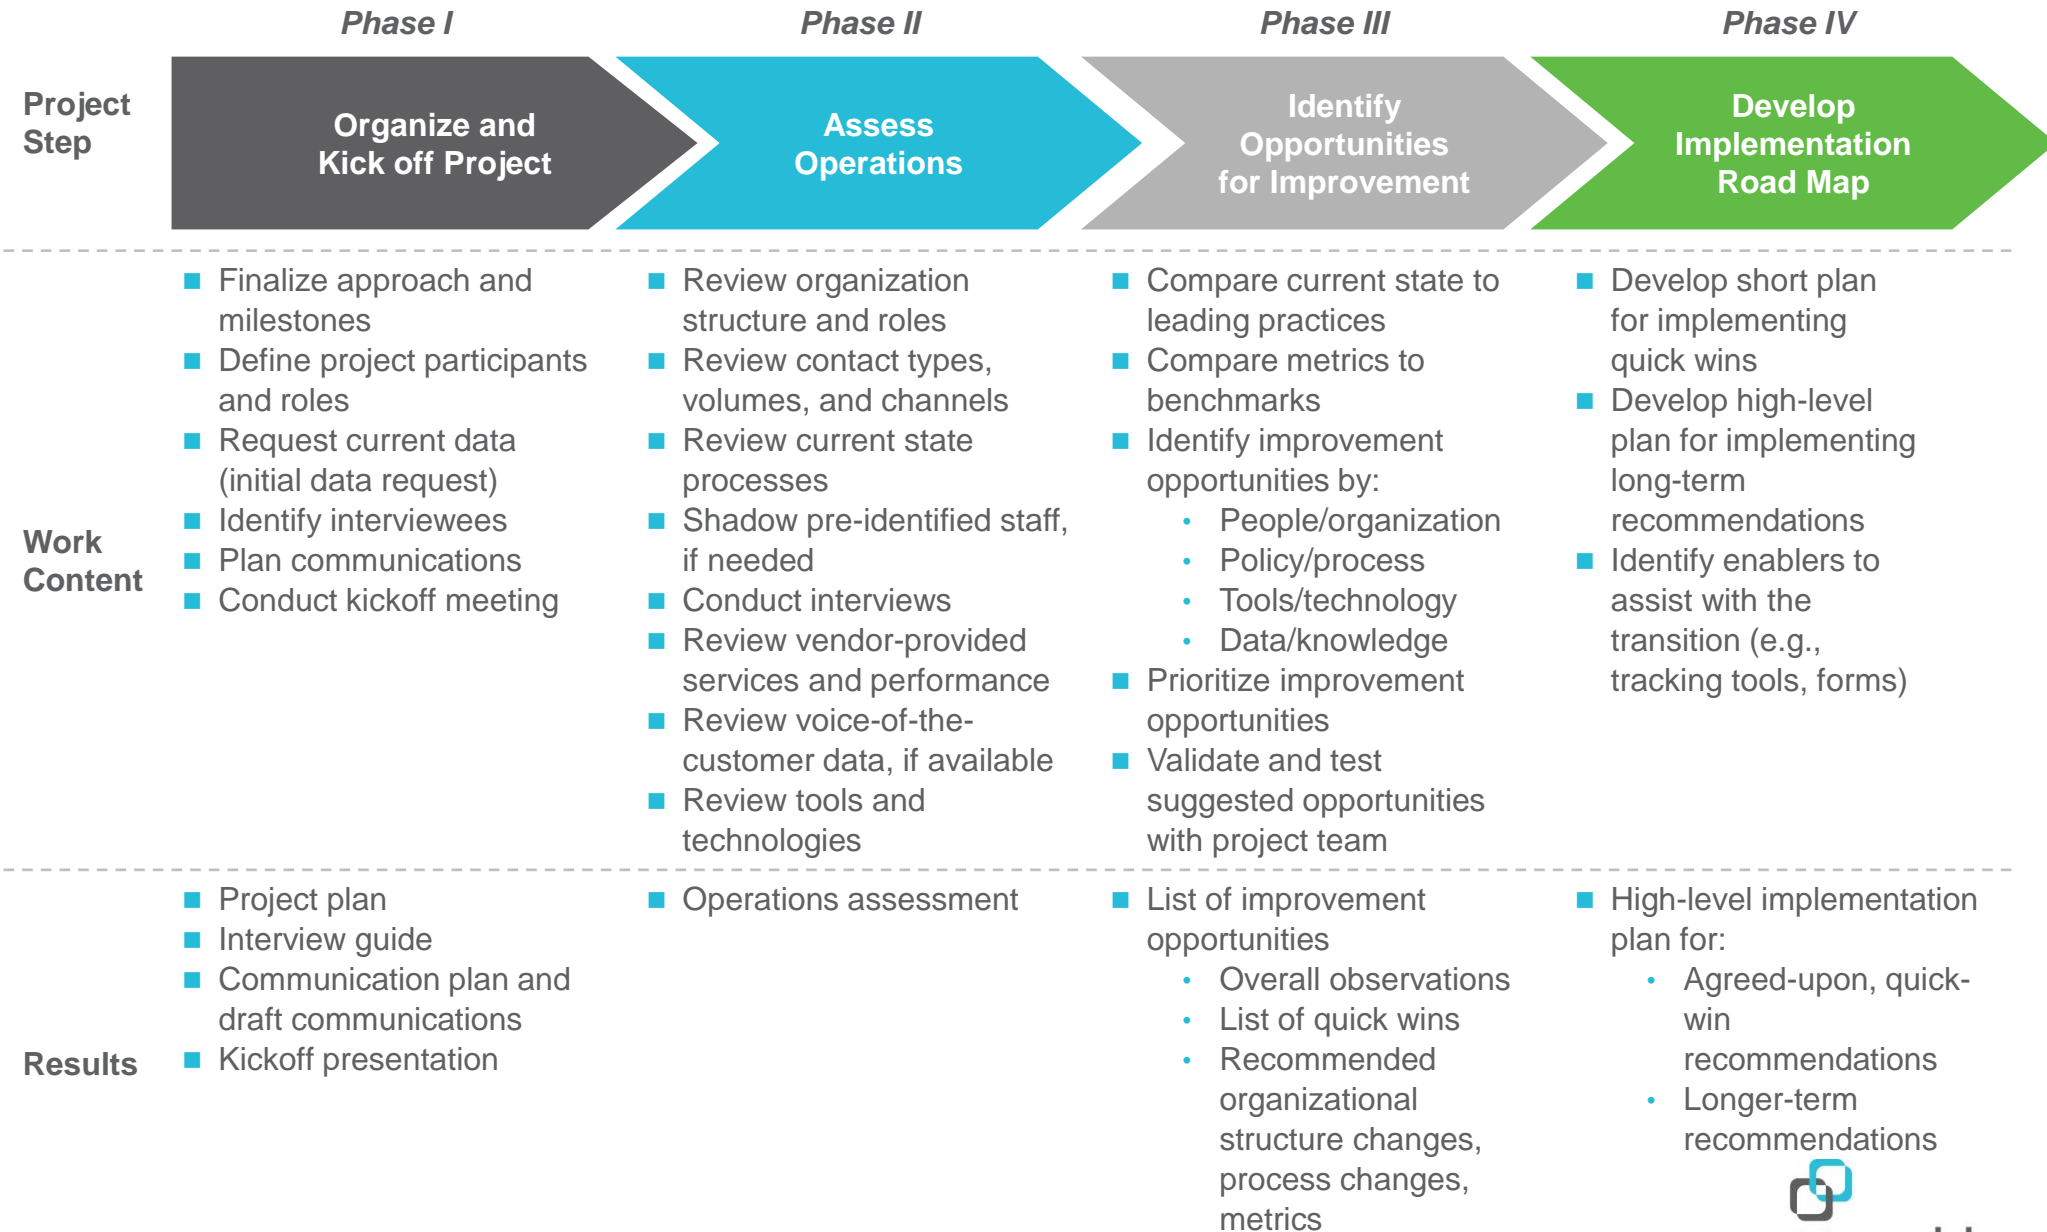 Phase I
Phase II
Phase III
Phase IV
Project
Step
Organize and
Kick off Project
Assess
Operations
Identify
Opportunities
for Improvement
Develop
Implementation
Road Map
Work
Content
Finalize approach and
milestones
Define project participants
and roles
Request current data
(initial data request)
Identify interviewees
Plan communications
Conduct kickoff meeting
Review organization
structure and roles
Review contact types,
volumes, and channels
Review current state
processes
Shadow pre-identified staff,
if needed
Conduct interviews
Review vendor-provided
services and performance
Review voice-of-the-
customer data, if available
Review tools and
technologies
Compare current state to
leading practices
Compare metrics to
benchmarks
Identify improvement
opportunities by:
People/organization
Policy/process
Tools/technology
Data/knowledge
Prioritize improvement
opportunities
Validate and test
suggested opportunities
with project team
Develop short plan
for implementing
quick wins
Develop high-level
plan for implementing
long-term
recommendations
Identify enablers to
assist with the
transition (e.g.,
tracking tools, forms)
Results
Project plan
Interview guide
Communication plan and
draft communications
Kickoff presentation
Operations assessment
List of improvement
opportunities
Overall observations
List of quick wins
Recommended
organizational
structure changes,
process changes,
metrics
High-level implementation
plan for:
Agreed-upon, quick-
win
recommendations
Longer-term
recommendations